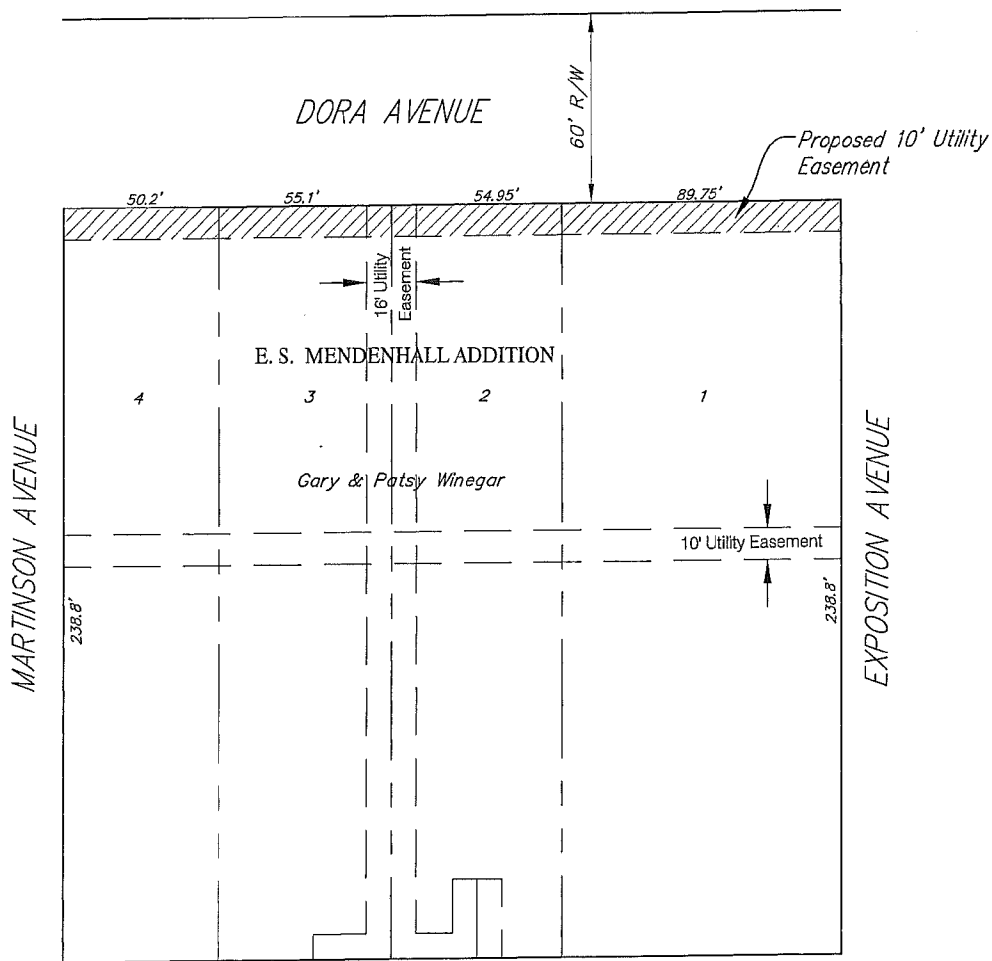 DORA AVENUE
60' R/W
Proposed 10' Utility
Easement
50.2'
55.1'
54.95'
89.75'
16' Utility
Easement
E. S. MENDENHALL ADDITION
4
3
2
1
Gary & Patsy Winegar
MARTINSON AVENUE
EXPOSITION AVENUE
10' Utility Easement
238.8'
238.8'